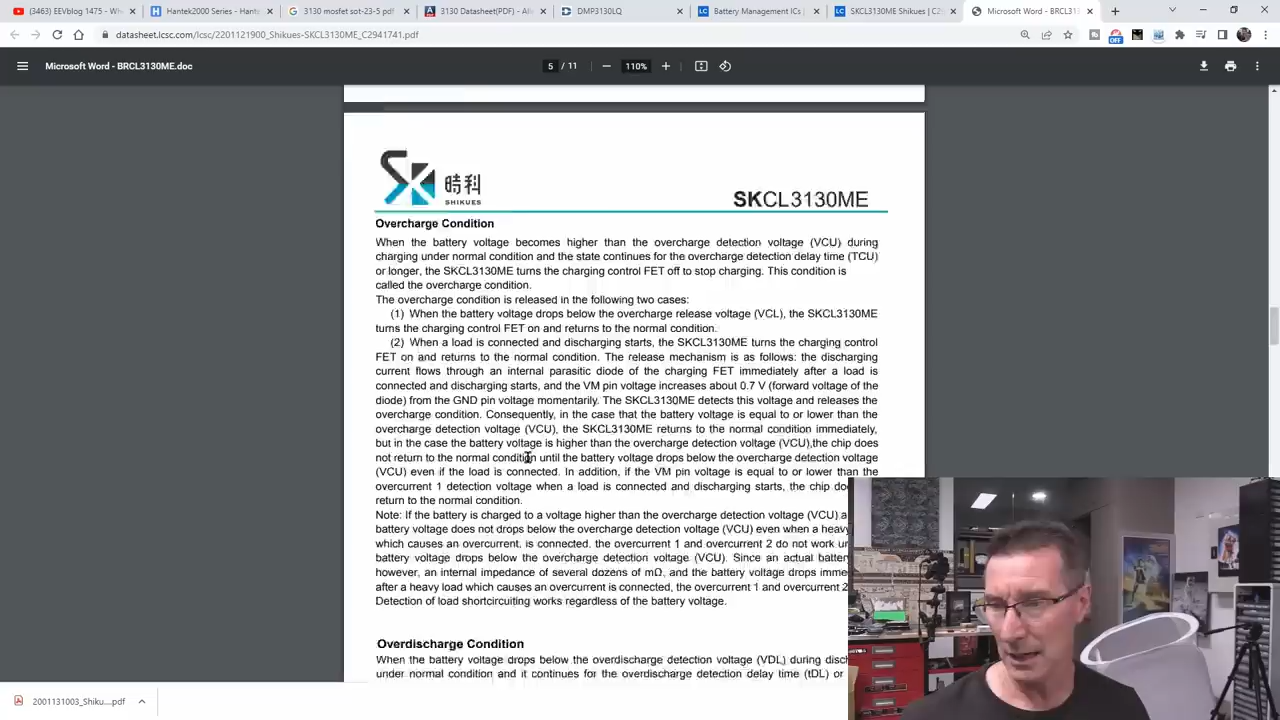 (3463) EEVblog 1475 - Wh
Hantek2000 Series - Hant
3130 mosfet sot-23-5 pdf
3130 Datasheet(PDF) - Al
DMP3130LQ
Battery Management ICs |
SKCL3130ME Shikues | C29
Microsoft Word - BRCL313
datasheet.lcsc.com/lcsc/2201121900_Shikues-SKCL3130ME_C2941741.pdf
OFF
Microsoft Word - BRCL3130ME.doc
5 / 11
110%
SK 時科
SHIKUES
SKCL3130ME
Overcharge Condition
When the battery voltage becomes higher than the overcharge detection voltage (VCU) during
charging under normal condition and the state continues for the overcharge detection delay time (TCU)
or longer, the SKCL3130ME turns the charging control FET off to stop charging. This condition is
called the overcharge condition.
The overcharge condition is released in the following two cases:
(1) When the battery voltage drops below the overcharge release voltage (VCL), the SKCL3130ME
turns the charging control FET on and returns to the normal condition.
(2) When a load is connected and discharging starts, the SKCL3130ME turns the charging control
FET on and returns to the normal condition. The release mechanism is as follows: the discharging
current flows through an internal parasitic diode of the charging FET immediately after a load is
connected and discharging starts, and the VM pin voltage increases about 0.7 V (forward voltage of the
diode) from the GND pin voltage momentarily. The SKCL3130ME detects this voltage and releases the
overcharge condition. Consequently, in the case that the battery voltage is equal to or lower than the
overcharge detection voltage (VCU), the SKCL3130ME returns to the normal condition immediately,
but in the case the battery voltage is higher than the overcharge detection voltage (VCU),the chip does
not return to the normal condition until the battery voltage drops below the overcharge detection voltage
(VCU) even if the load is connected. In addition, if the VM pin voltage is equal to or lower than the
overcurrent 1 detection voltage when a load is connected and discharging starts, the chip do
return to the normal condition.
Note: If the battery is charged to a voltage higher than the overcharge detection voltage (VCU) a
battery voltage does not drops below the overcharge detection voltage (VCU) even when a heavy
which causes an overcurrent, is connected, the overcurrent 1 and overcurrent 2 do not work un
battery voltage drops below the overcharge detection voltage (VCU). Since an actual batter
however, an internal impedance of several dozens of mΩ, and the battery voltage drops imme
after a heavy load which causes an overcurrent is connected, the overcurrent 1 and overcurrent 2
Detection of load shortcircuiting works regardless of the battery voltage.
Overdischarge Condition
When the battery voltage drops below the overdischarge detection voltage (VDL) during disch
under normal condition and it continues for the overdischarge detection delay time (tDL) or
2001131003_Shiku....pdf